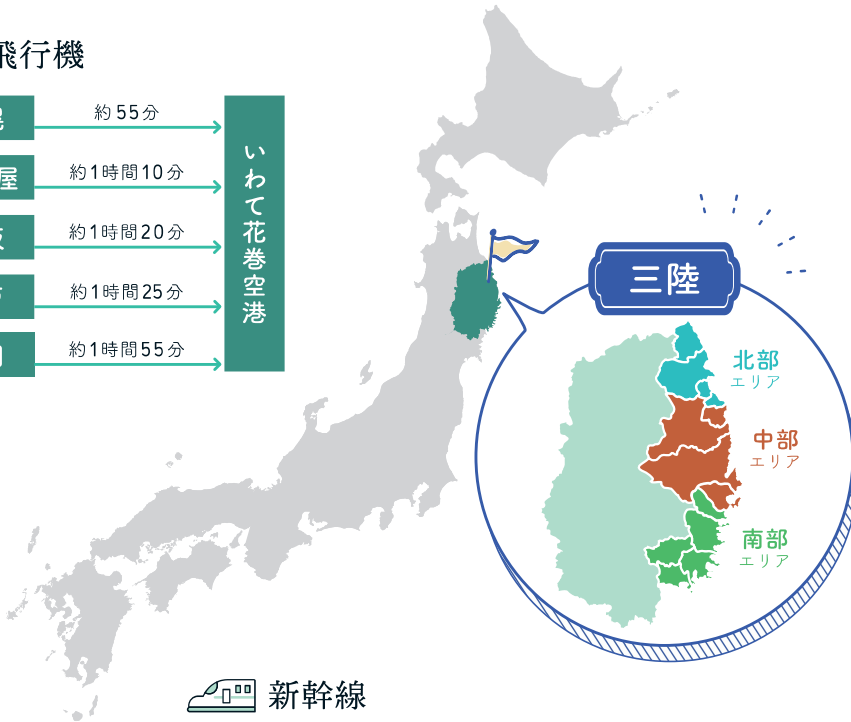 飛行機
約55分
屋
約1時間10分
約1時間20分
約1時間25分
約1時間55分
いわて花巻空港
三陸
北部
エリア
中部
エリア
南部
エリア
新幹線